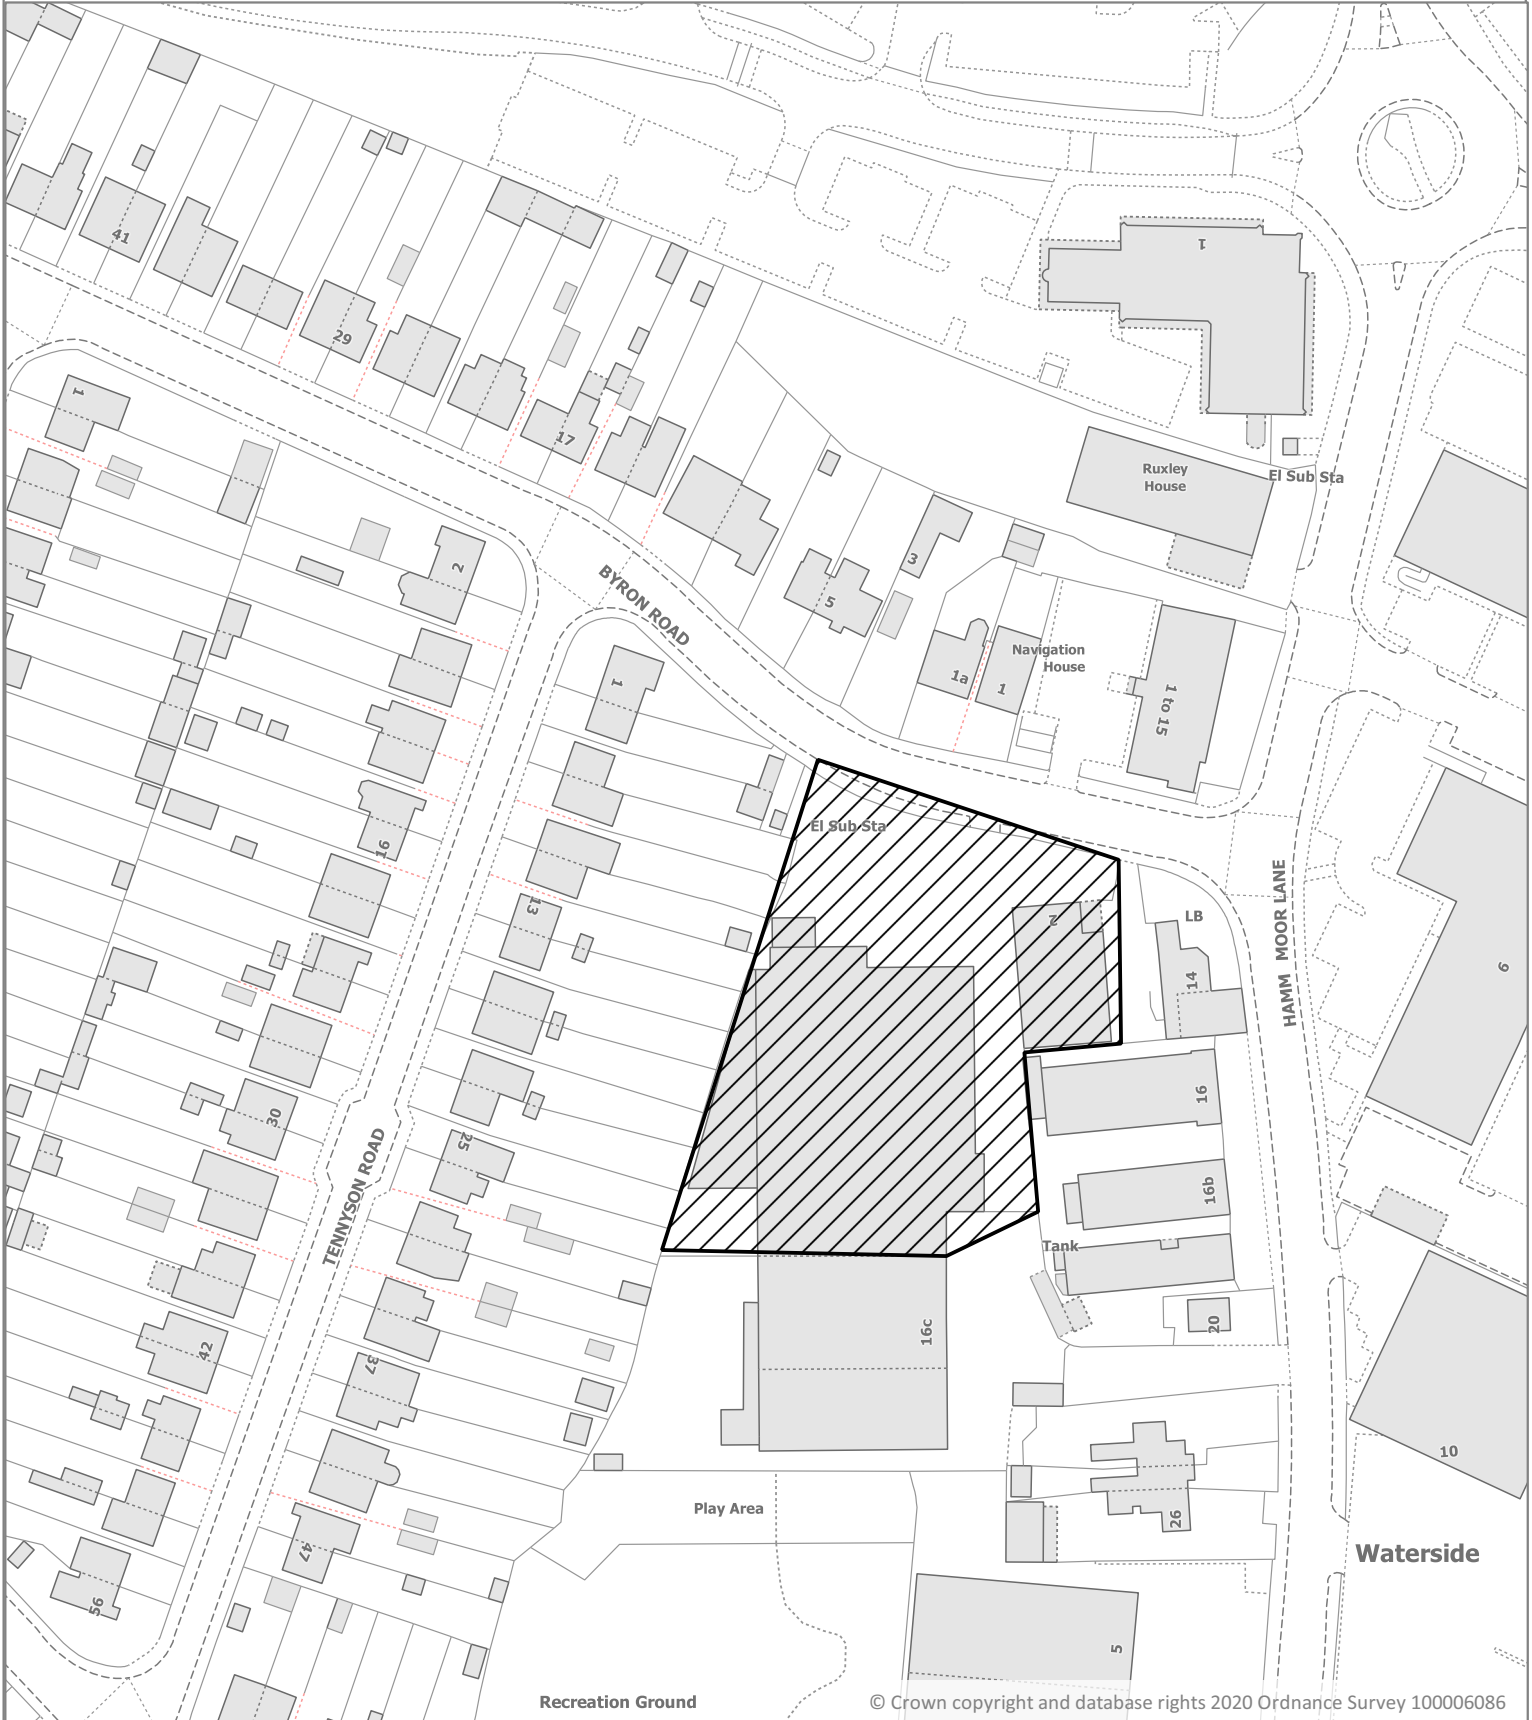 41
1
29
17
Ruxley
House
El Sub Sta
1
2
3
BYRON ROAD
5
1a
1
Navigation
House
1 to 15
1
El Sub Sta
16
13
2
LB
14
HAMM MOOR LANE
9
30
25
16
16b
TENNYSON ROAD
Tank
20
16c
42
37
10
Play Area
26
47
56
Waterside
5
Recreation Ground
© Crown copyright and database rights 2020 Ordnance Survey 100006086